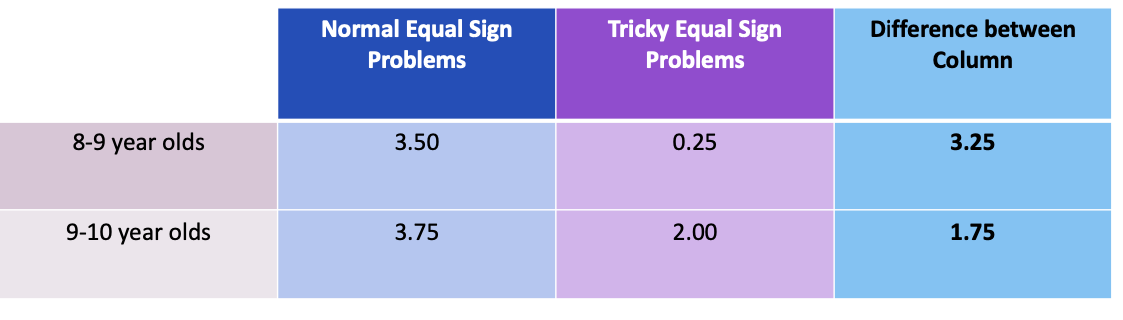 Normal Equal Sign
Problems
Tricky Equal Sign
Problems
Difference between
Column
8-9 year olds
3.50
0.25
3.25
9-10 year olds
3.75
2.00
1.75